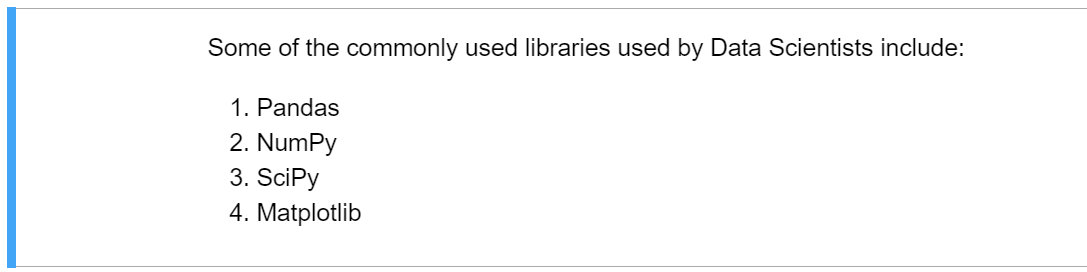 Some of the commonly used libraries used by Data Scientists include:
1. Pandas
2. NumPy
3. SciPy
4. Matplotlib